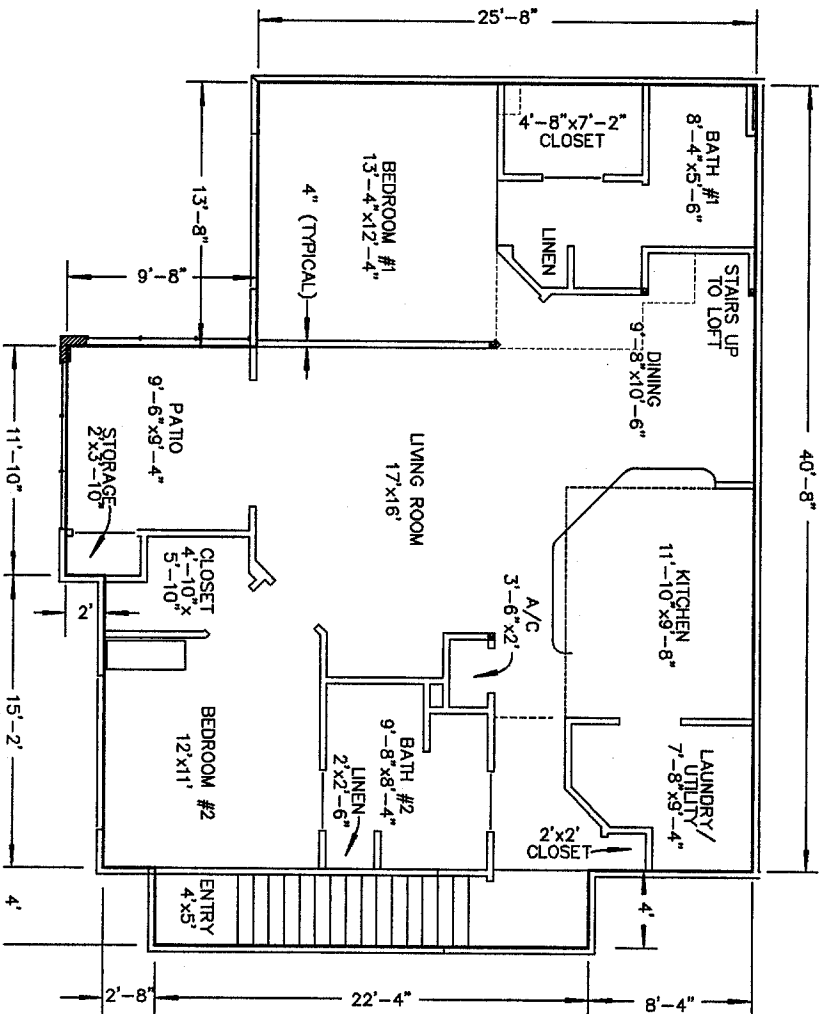 25'-8"
40'-8"
13'-8"
9'-8"
4" (TYPICAL)
BEDROOM #1
13'-4"x12'-4"
4'-8"x7'-2"
CLOSET
BATH #1
8'-4"x5'-6"
LINEN
STAIRS UP
TO LOFT
DINING
9'-8"x10'-6"
11'-10"
PATIO
9'-6"x9'-4"
STORAGE
2'x3'-10"
LIVING ROOM
17'x16'
KITCHEN
11'-10"x9'-8"
CLOSET
4'-10"x
5'-10"
A/C
3'-6"x2'
2'
15'-2'
BEDROOM #2
12'x11'
BATH #2
9'-8"x8'-4"
LINEN
2'x2'-6"
LAUNDRY/
UTILITY
7'-8"x9'-4"
2'x2'
CLOSET
4'
ENTRY
4'x5'
4'
2'-8"
22'-4"
8'-4"